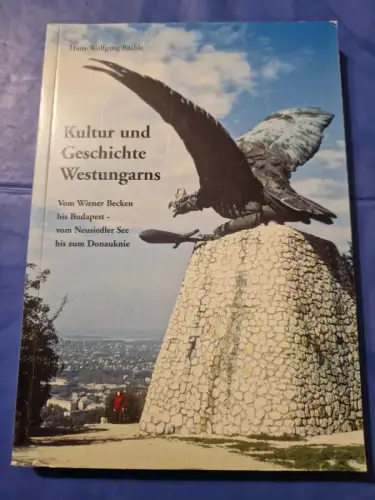 Hans-Wolfgang Bächle
Kultur und
Geschichte
Westungarns
Vom Wiener Becken
bis Budapest -
vom Neusiedler See
bis zum Donauknie